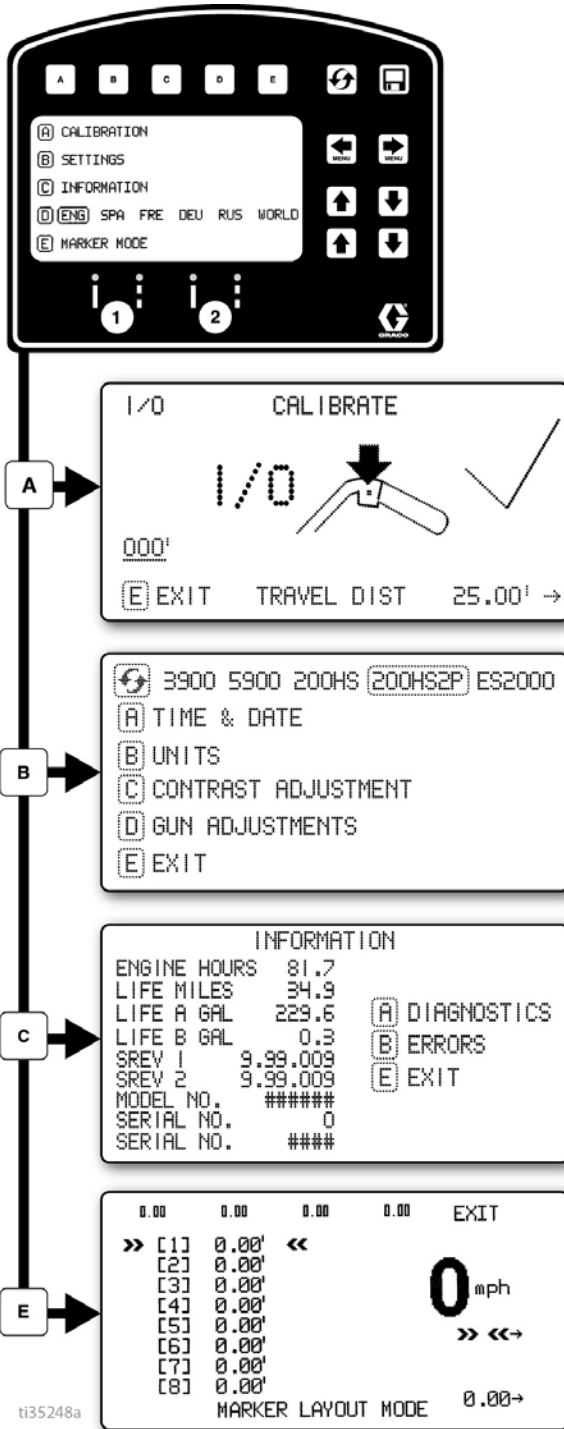 A B C D E
A CALIBRATION
MENU MENU
B SETTINGS
C INFORMATION
D ENG SPA FRE DEU RUS WORLD
E MARKER MODE
1 2
GRACO
A
1/0 CALIBRATE
1/0
000'
E EXIT TRAVEL DIST 25.00' →
B
3900 5900 200HS 200HS2P ES2000
A TIME & DATE
B UNITS
C CONTRAST ADJUSTMENT
D GUN ADJUSTMENTS
E EXIT
C
INFORMATION
ENGINE HOURS 81.7
LIFE MILES 34.9
LIFE A GAL 229.6
LIFE B GAL 0.3
SREV 1 9.99.009
SREV 2 9.99.009
MODEL NO. ######
SERIAL NO. 0
SERIAL NO. ####
A DIAGNOSTICS
B ERRORS
E EXIT
E
0.00 0.00 0.00 0.00 EXIT
>> [1] 0.00' <<
[2] 0.00'
[3] 0.00'
[4] 0.00'
[5] 0.00'
[6] 0.00'
[7] 0.00'
[8] 0.00'
0 mph
>> <<→
MARKER LAYOUT MODE 0.00→
ti35248a